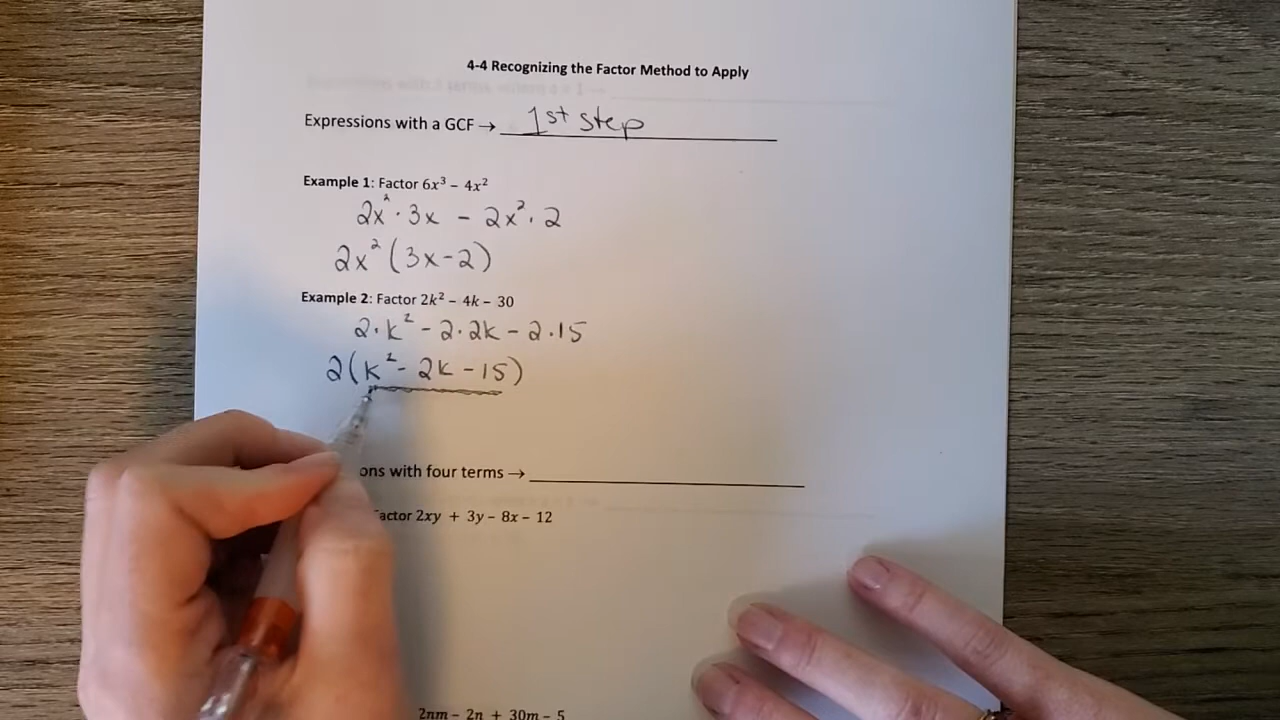 4-4 Recognizing the Factor Method to Apply
Expressions with a GCF → 1st step
Example 1: Factor 6x³ – 4x²
2x² · 3x – 2x² · 2
2x² (3x – 2)
Example 2: Factor 2k² – 4k – 30
2 · k² – 2 · 2k – 2 · 15
2(k² – 2k – 15)
ons with four terms →
actor 2xy + 3y – 8x – 12
2nm – 2n + 30m – 5